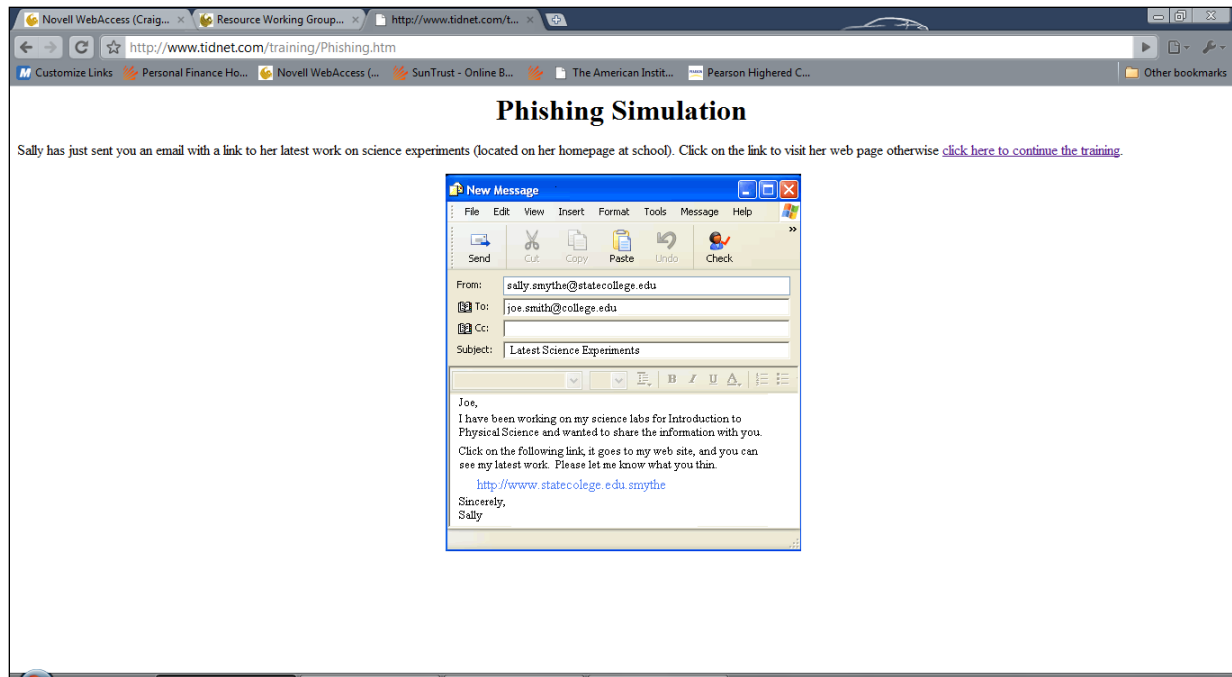 Novell WebAccess (Craig...
Resource Working Group...
http://www.tidnet.com/t...
http://www.tidnet.com/training/Phishing.htm
Customize Links
Personal Finance Ho...
Novell WebAccess (...
SunTrust - Online B...
The American Instit...
Pearson Highered C...
Other bookmarks
Phishing Simulation
Sally has just sent you an email with a link to her latest work on science experiments (located on her homepage at school). Click on the link to visit her web page otherwise click here to continue the training.
New Message
File Edit View Insert Format Tools Message Help
Send Cut Copy Paste Undo Check
From: sally.smythe@statecollege.edu
To: joe.smith@college.edu
Cc:
Subject: Latest Science Experiments
Joe,
I have been working on my science labs for Introduction to
Physical Science and wanted to share the information with you.
Click on the following link, it goes to my web site, and you can
see my latest work. Please let me know what you thin.
http://www.statecolege.edu.smythe
Sincerely,
Sally